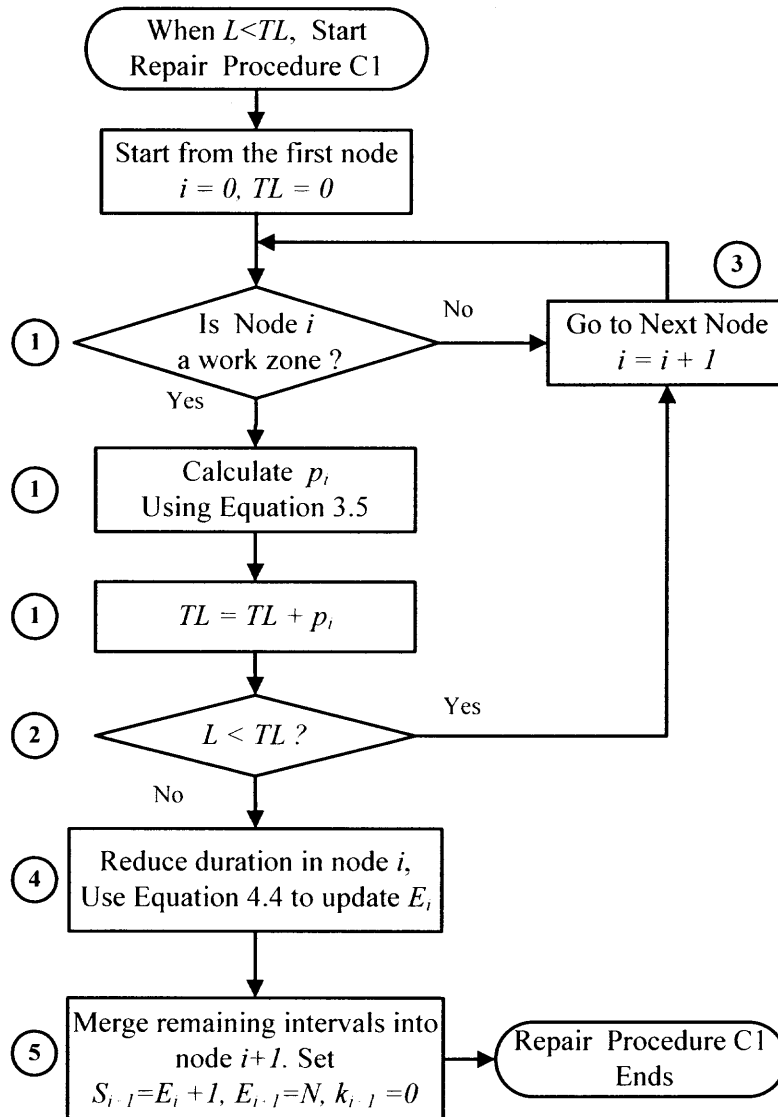 When L<TL, Start
Repair Procedure C1
Start from the first node
i = 0, TL = 0
3
1
Is Node i
a work zone ?
No
Go to Next Node
i = i + 1
Yes
1
Calculate p_i
Using Equation 3.5
1
TL = TL + p_i
2
L < TL ?
Yes
No
4
Reduce duration in node i,
Use Equation 4.4 to update E_i
5
Merge remaining intervals into
node i+1. Set
S_{i+1}=E_i +1, E_{i+1}=N, k_{i+1} =0
Repair Procedure C1
Ends